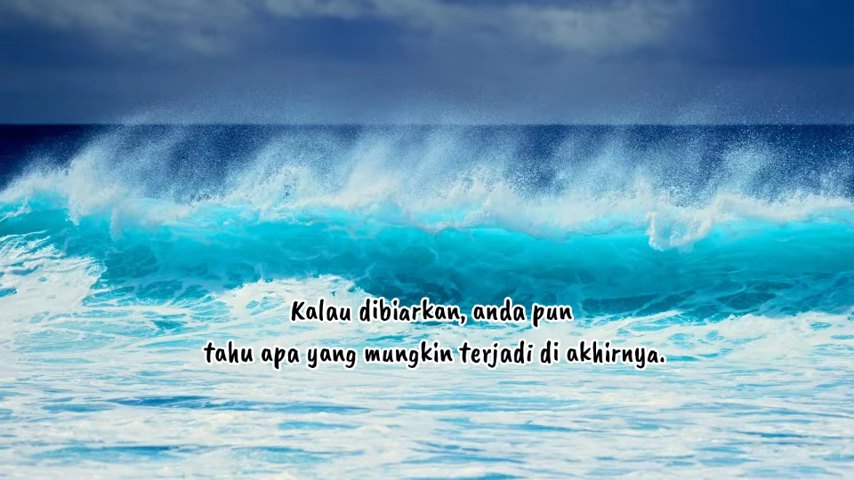 Kalau dibiarkan, anda pun
tahu apa yang mungkin terjadi di akhirnya.